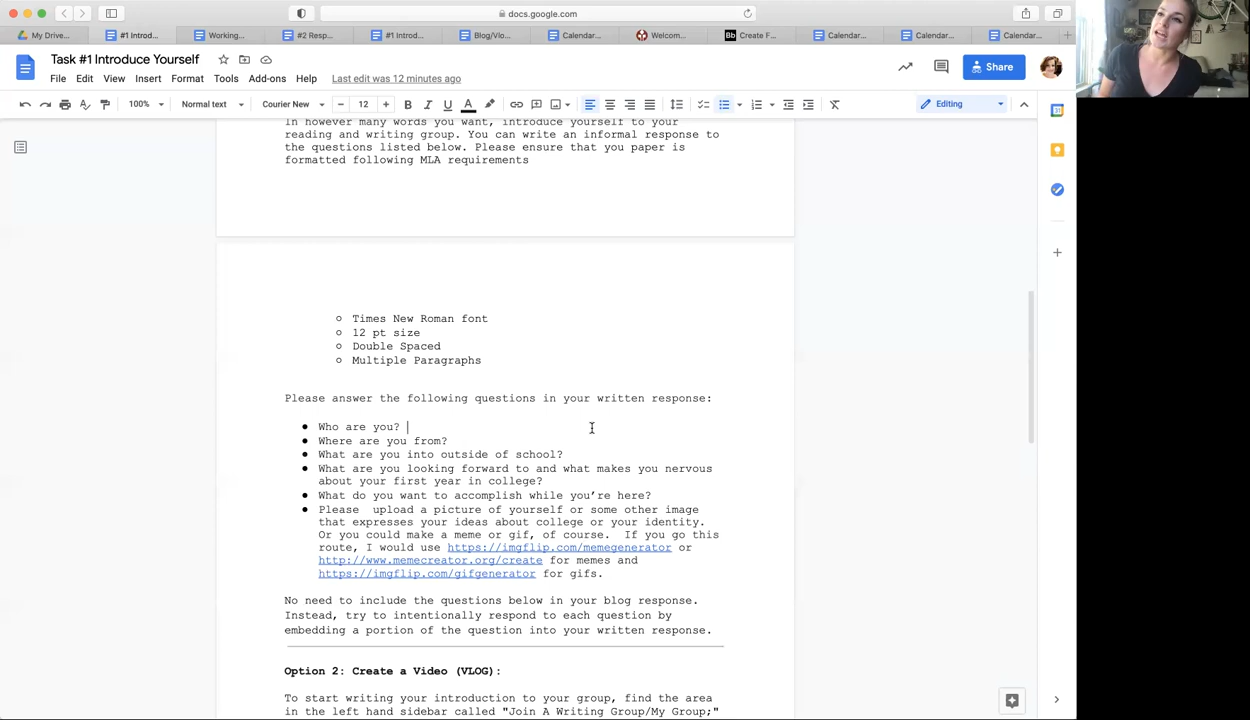 docs.google.com
My Drive...
#1 Introd...
Working...
#2 Resp...
#1 Introd...
Blog/Vlo...
Calendar...
Welcom...
Bb Create F...
Calendar...
Calendar...
Calendar...
Task #1 Introduce Yourself
File Edit View Insert Format Tools Add-ons Help Last edit was 12 minutes ago
Share
100% Normal text Courier New 12 B I U A Editing
In however many words you want, introduce yourself to your
reading and writing group. You can write an informal response to
the questions listed below. Please ensure that you paper is
formatted following MLA requirements
Times New Roman font
12 pt size
Double Spaced
Multiple Paragraphs
Please answer the following questions in your written response:
Who are you?
Where are you from?
What are you into outside of school?
What are you looking forward to and what makes you nervous
about your first year in college?
What do you want to accomplish while you're here?
Please upload a picture of yourself or some other image
that expresses your ideas about college or your identity.
Or you could make a meme or gif, of course. If you go this
route, I would use https://imgflip.com/memegenerator or
http://www.memecreator.org/create for memes and
https://imgflip.com/gifgenerator for gifs.
No need to include the questions below in your blog response.
Instead, try to intentionally respond to each question by
embedding a portion of the question into your written response.
Option 2: Create a Video (VLOG):
To start writing your introduction to your group, find the area
in the left hand sidebar called "Join A Writing Group/My Group;"